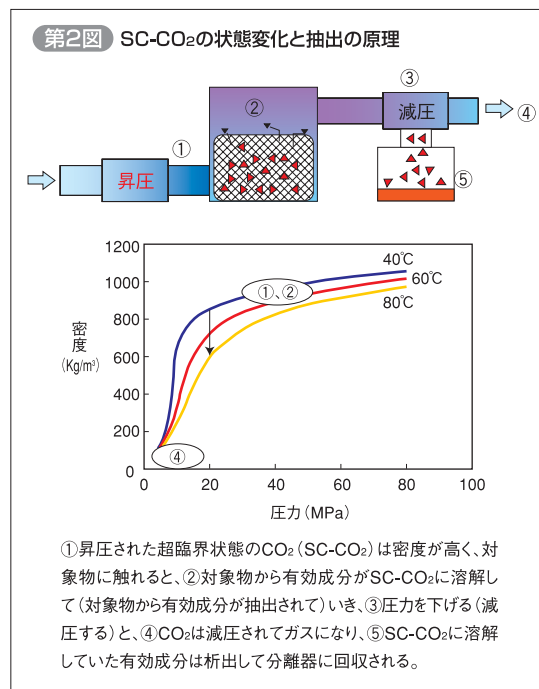 第2図 SC-CO₂の状態変化と抽出の原理
③
②
減圧
④
①
昇圧
⑤
1200
1000
800
600
400
200
0
密度
(Kg/m³)
40℃
60℃
80℃
①、②
④
0 20 40 60 80 100
圧力(MPa)
①昇圧された超臨界状態のCO₂(SC-CO₂)は密度が高く、対
象物に触れると、②対象物から有効成分がSC-CO₂に溶解し
て(対象物から有効成分が抽出されて)いき、③圧力を下げる(減
圧する)と、④CO₂は減圧されてガスになり、⑤SC-CO₂に溶解
していた有効成分は析出して分離器に回収される。